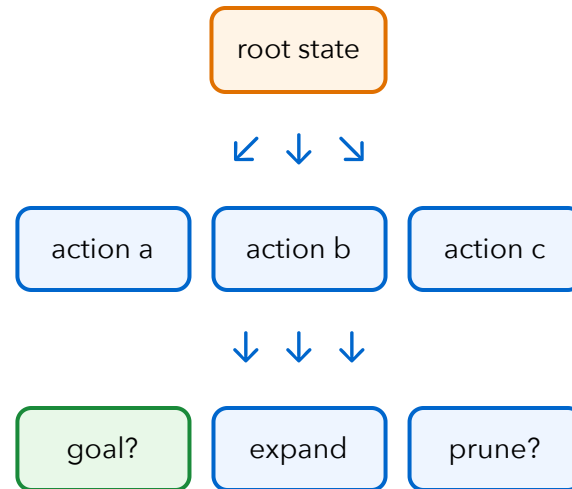 root state
action a
action b
action c
goal?
expand
prune?